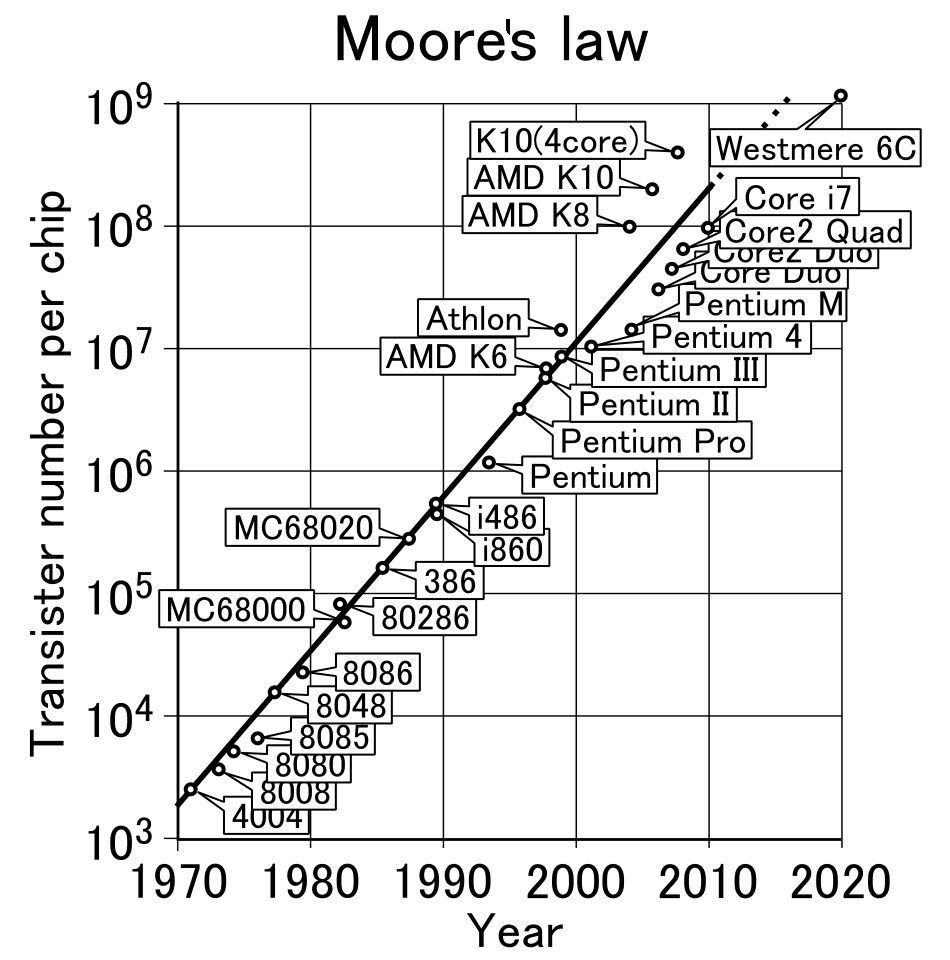 Moore's law
Transister number per chip
10⁹
10⁸
10⁷
10⁶
10⁵
10⁴
10³
K10(4core)
Westmere 6C
AMD K10
Core i7
AMD K8
Core2 Quad
Core2 Duo
Core Duo
Pentium M
Athlon
Pentium 4
AMD K6
Pentium III
Pentium II
Pentium Pro
Pentium
i486
MC68020
i860
386
MC68000
80286
8086
8048
8085
8080
8008
4004
1970 1980 1990 2000 2010 2020
Year